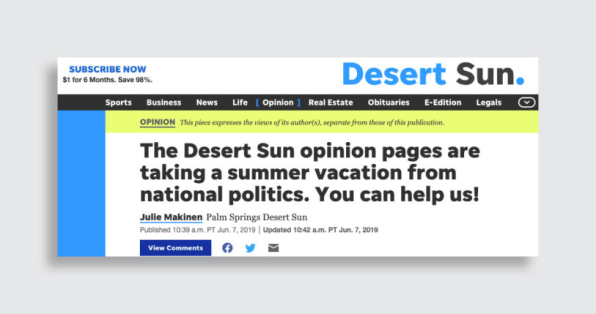 SUBSCRIBE NOW
$1 for 6 Months. Save 98%.
Desert Sun.
Sports Business News Life [ Opinion ] Real Estate Obituaries E-Edition Legals
OPINION This piece expresses the views of its author(s), separate from those of this publication.
The Desert Sun opinion pages are
taking a summer vacation from
national politics. You can help us!
Julie Makinen Palm Springs Desert Sun
Published 10:39 a.m. PT Jun. 7, 2019 | Updated 10:42 a.m. PT Jun. 7, 2019
View Comments